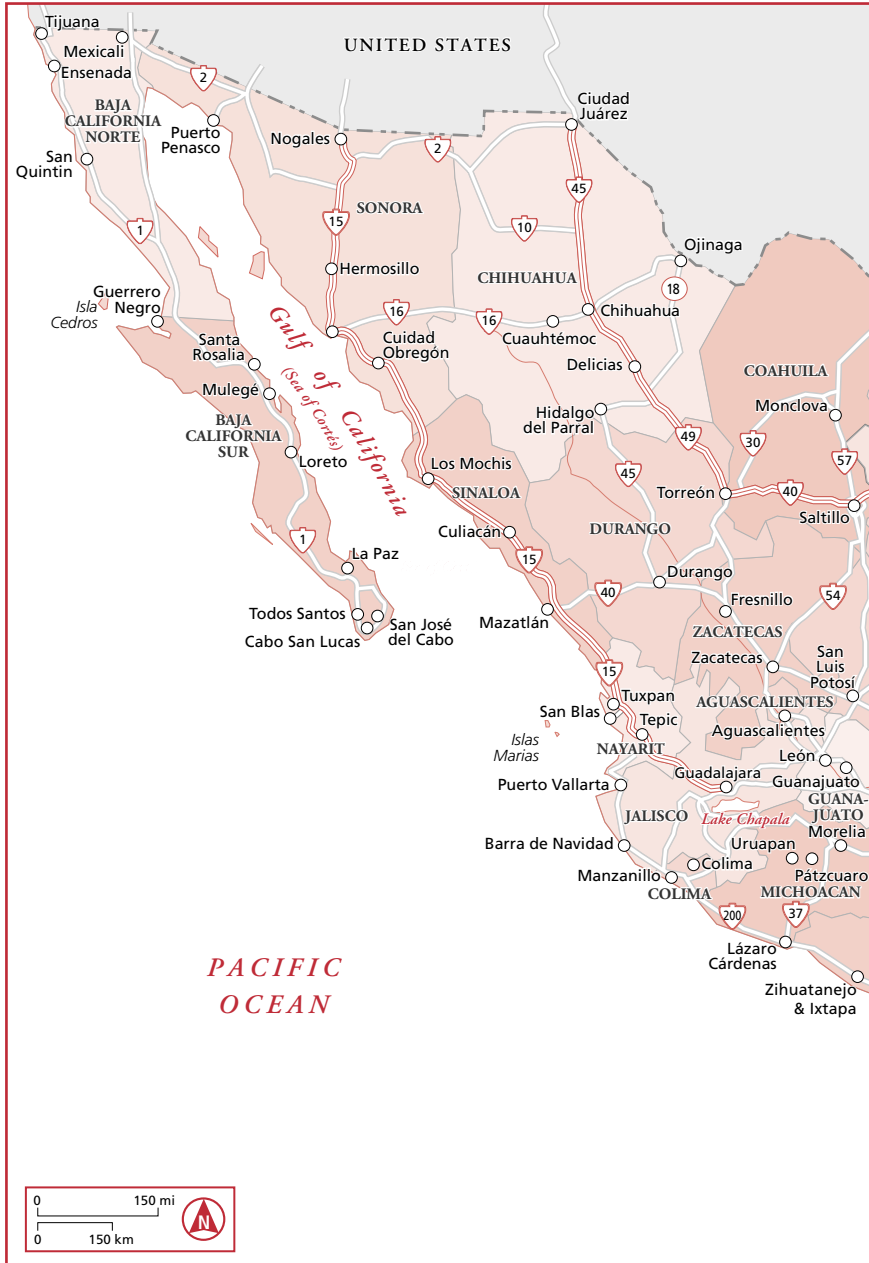 Tijuana
UNITED STATES
Mexicali
Ensenada
2
Ciudad
Juárez
BAJA
CALIFORNIA
NORTE
Puerto
Penasco
Nogales
2
San
Quintin
45
SONORA
15
10
1
Ojinaga
Hermosillo
CHIHUAHUA
18
Guerrero
Negro
Isla
Cedros
Gulf of California
(Sea of Cortés)
16
16
Chihuahua
Cuauhtémoc
Cuidad
Obregón
Santa
Rosalia
Delicias
COAHUILA
Mulegé
Monclova
Hidalgo
del Parral
BAJA
CALIFORNIA
SUR
49
30
57
Loreto
45
Los Mochis
SINALOA
Torreón
40
Saltillo
DURANGO
Culiacán
1
15
La Paz
Durango
40
54
Fresnillo
Todos Santos
San José
del Cabo
Cabo San Lucas
Mazatlán
ZACATECAS
Zacatecas
San
Luis
Potosí
15
Tuxpan
AGUASCALIENTES
San Blas
Tepic
Aguascalientes
Islas
Marias
NAYARIT
León
Guadalajara
Guanajuato
Puerto Vallarta
GUANA-
JUATO
JALISCO
Lake Chapala
Morelia
Barra de Navidad
Uruapan
Colima
Pátzcuaro
Manzanillo
COLIMA
MICHOACAN
200
37
Lázaro
Cárdenas
PACIFIC
OCEAN
Zihuatanejo
& Ixtapa
0 150 mi
0 150 km
N